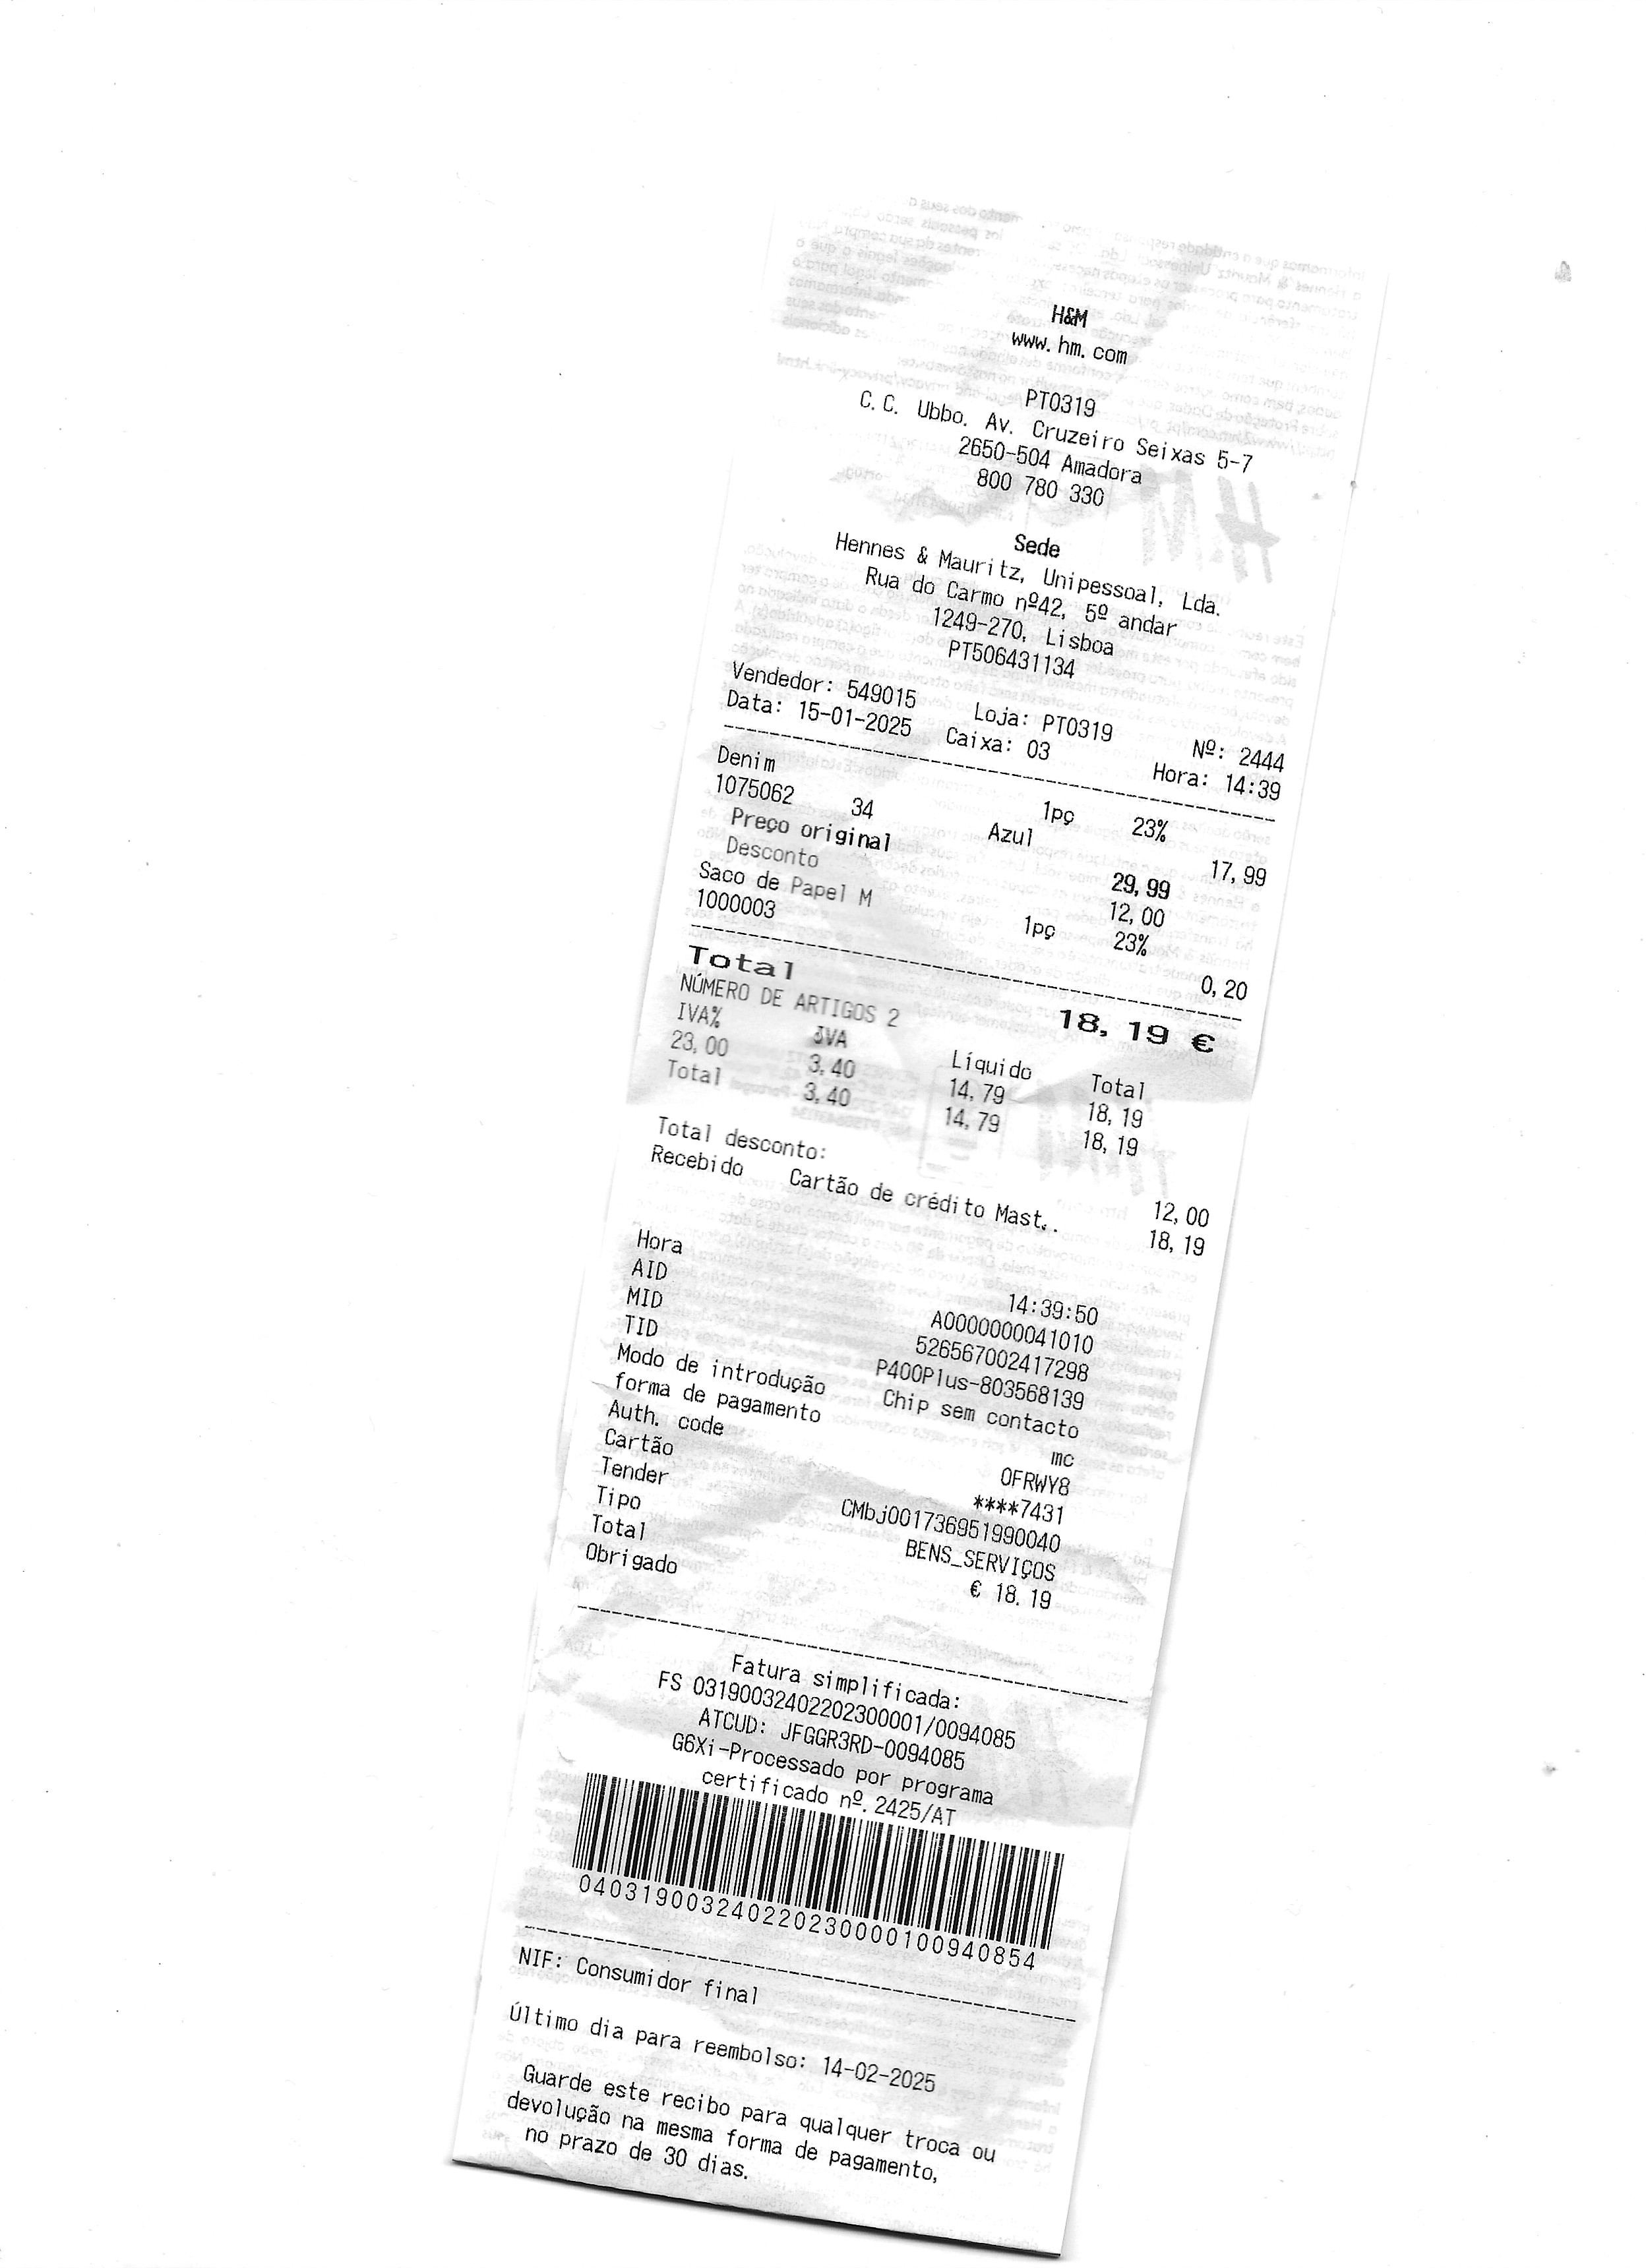 H&M
www.hm.com
PT0319
C.C. Ubbo. Av. Cruzeiro Seixas 5-7
2650-504 Amadora
800 780 330
Sede
Hennes & Mauritz, Unipessoal, Lda.
Rua do Carmo nº42, 5º andar
1249-270, Lisboa
PT506431134
Vendedor: 549015 Loja: PT0319 Nº: 2444
Data: 15-01-2025 Caixa: 03 Hora: 14:39
Denim 1pç 23% 17,99
1075062 34 Azul
Preço original 29,99
Desconto 12,00
Saco de Papel M 1pç 23% 0,20
1000003
Total 18,19 €
NÚMERO DE ARTIGOS 2
IVA% IVA Líquido Total
23,00 3,40 14,79 18,19
Total 3,40 14,79 18,19
Total desconto: 12,00
Recebido Cartão de crédito Mast.. 18,19
Hora 14:39:50
AID A0000000041010
MID 526567002417298
TID P400Plus-803568139
Modo de introdução Chip sem contacto
forma de pagamento mc
Auth. code 0FRWY8
Cartão ****7431
Tender CMbj001736951990040
Tipo BENS_SERVIÇOS
Total € 18.19
Obrigado
Fatura simplificada:
FS 03190032402202300001/0094085
ATCUD: JFGGR3RD-0094085
G6Xi-Processado por programa
certificado nº. 2425/AT
040319003240220230000100940854
NIF: Consumidor final
Último dia para reembolso: 14-02-2025
Guarde este recibo para qualquer troca ou
devolução na mesma forma de pagamento,
no prazo de 30 dias.